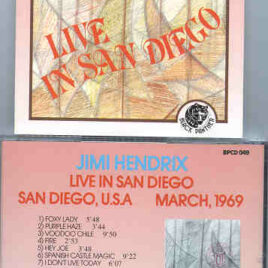 LIVE
IN SAN DIEGO
BLACK PANTHER
BPCD 049
JIMI HENDRIX
LIVE IN SAN DIEGO
SAN DIEGO, U.S.A MARCH, 1969
1) FOXY LADY 5'48
2) PURPLE HAZE 3'44
3) VOODOO CHILE 9'50
4) FIRE 2'53
5) HEY JOE 3'48
6) SPANISH CASTLE MAGIC 9'22
7) I DON'T LIVE TODAY 6'07